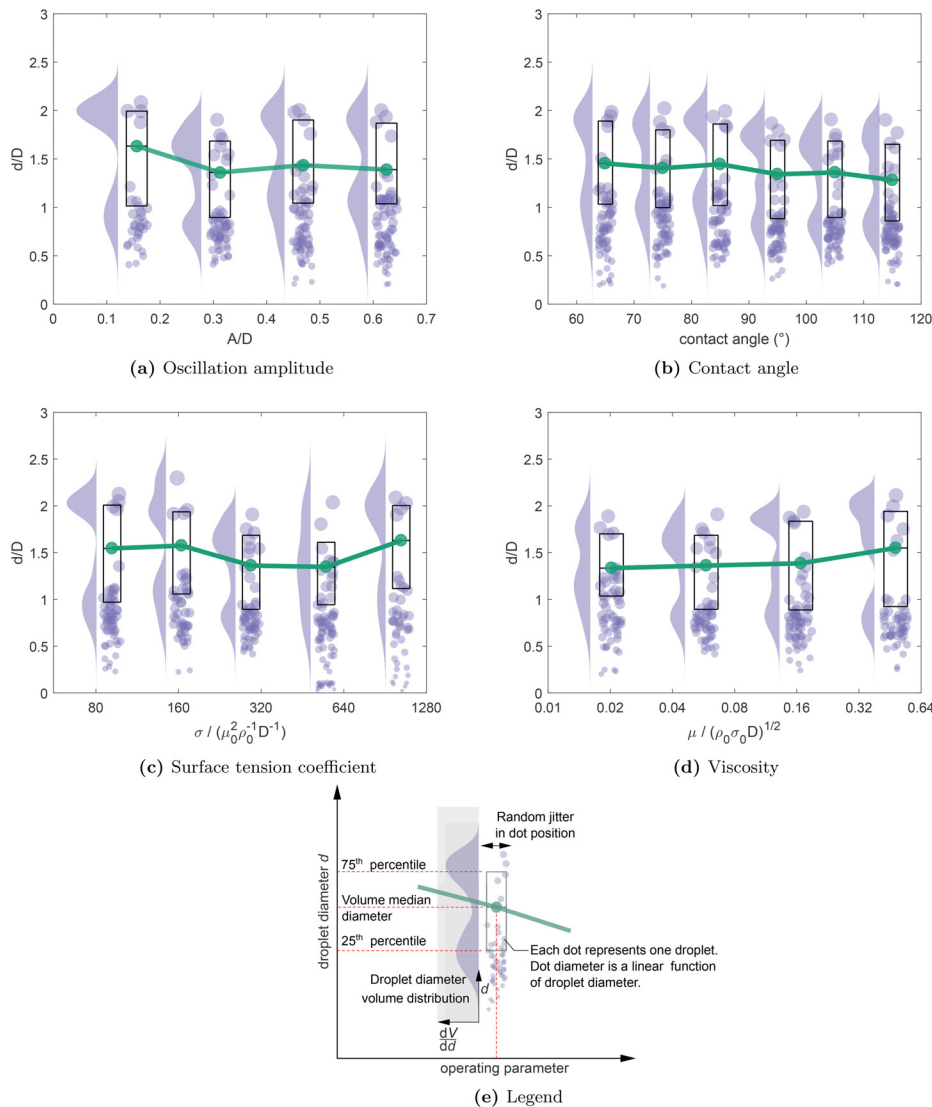 3
2.5
2
1.5
1
0.5
0
d/D
0 0.1 0.2 0.3 0.4 0.5 0.6 0.7
A/D
(a) Oscillation amplitude
3
2.5
2
1.5
1
0.5
0
d/D
60 70 80 90 100 110 120
contact angle (°)
(b) Contact angle
3
2.5
2
1.5
1
0.5
0
d/D
80 160 320 640 1280
σ / (μ₀²ρ₀⁻¹D⁻¹)
(c) Surface tension coefficient
3
2.5
2
1.5
1
0.5
0
d/D
0.01 0.02 0.04 0.08 0.16 0.32 0.64
μ / (ρ₀σ₀D)¹ᐟ²
(d) Viscosity
droplet diameter d
75th percentile
Volume median
diameter
25th percentile
Droplet diameter
volume distribution
d
dV
dd
Random jitter
in dot position
Each dot represents one droplet.
Dot diameter is a linear function
of droplet diameter.
operating parameter
(e) Legend